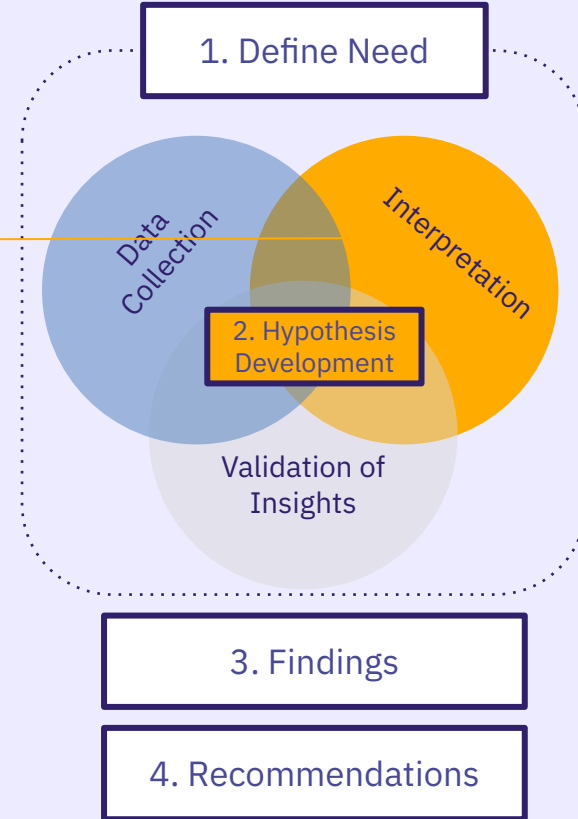 1. Define Need
Data
Collection
Interpretation
2. Hypothesis
Development
Validation of
Insights
3. Findings
4. Recommendations